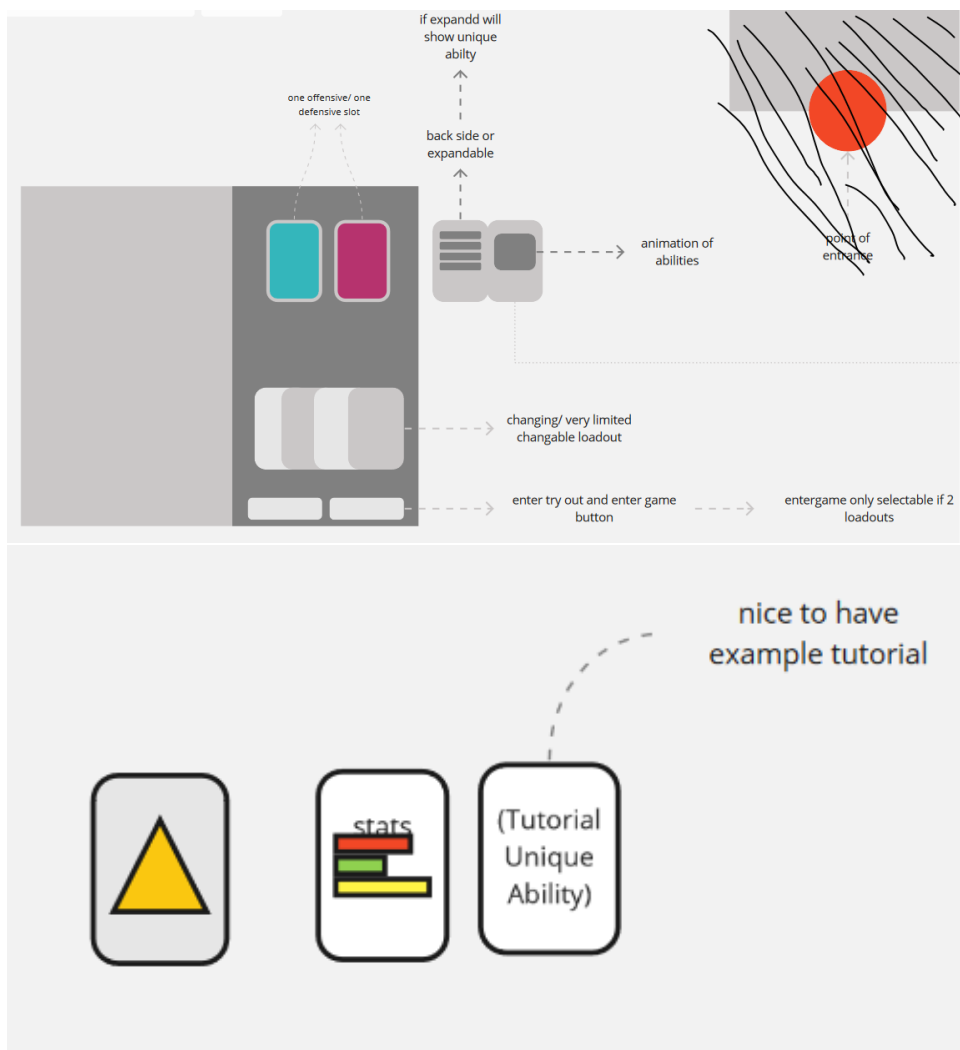 if expandd will
show unique
abilty
one offensive/ one
defensive slot
back side or
expandable
animation of
abilities
point of
entrance
changing/ very limited
changable loadout
enter try out and enter game
button
entergame only selectable if 2
loadouts
nice to have
example tutorial
stats
(Tutorial
Unique
Ability)